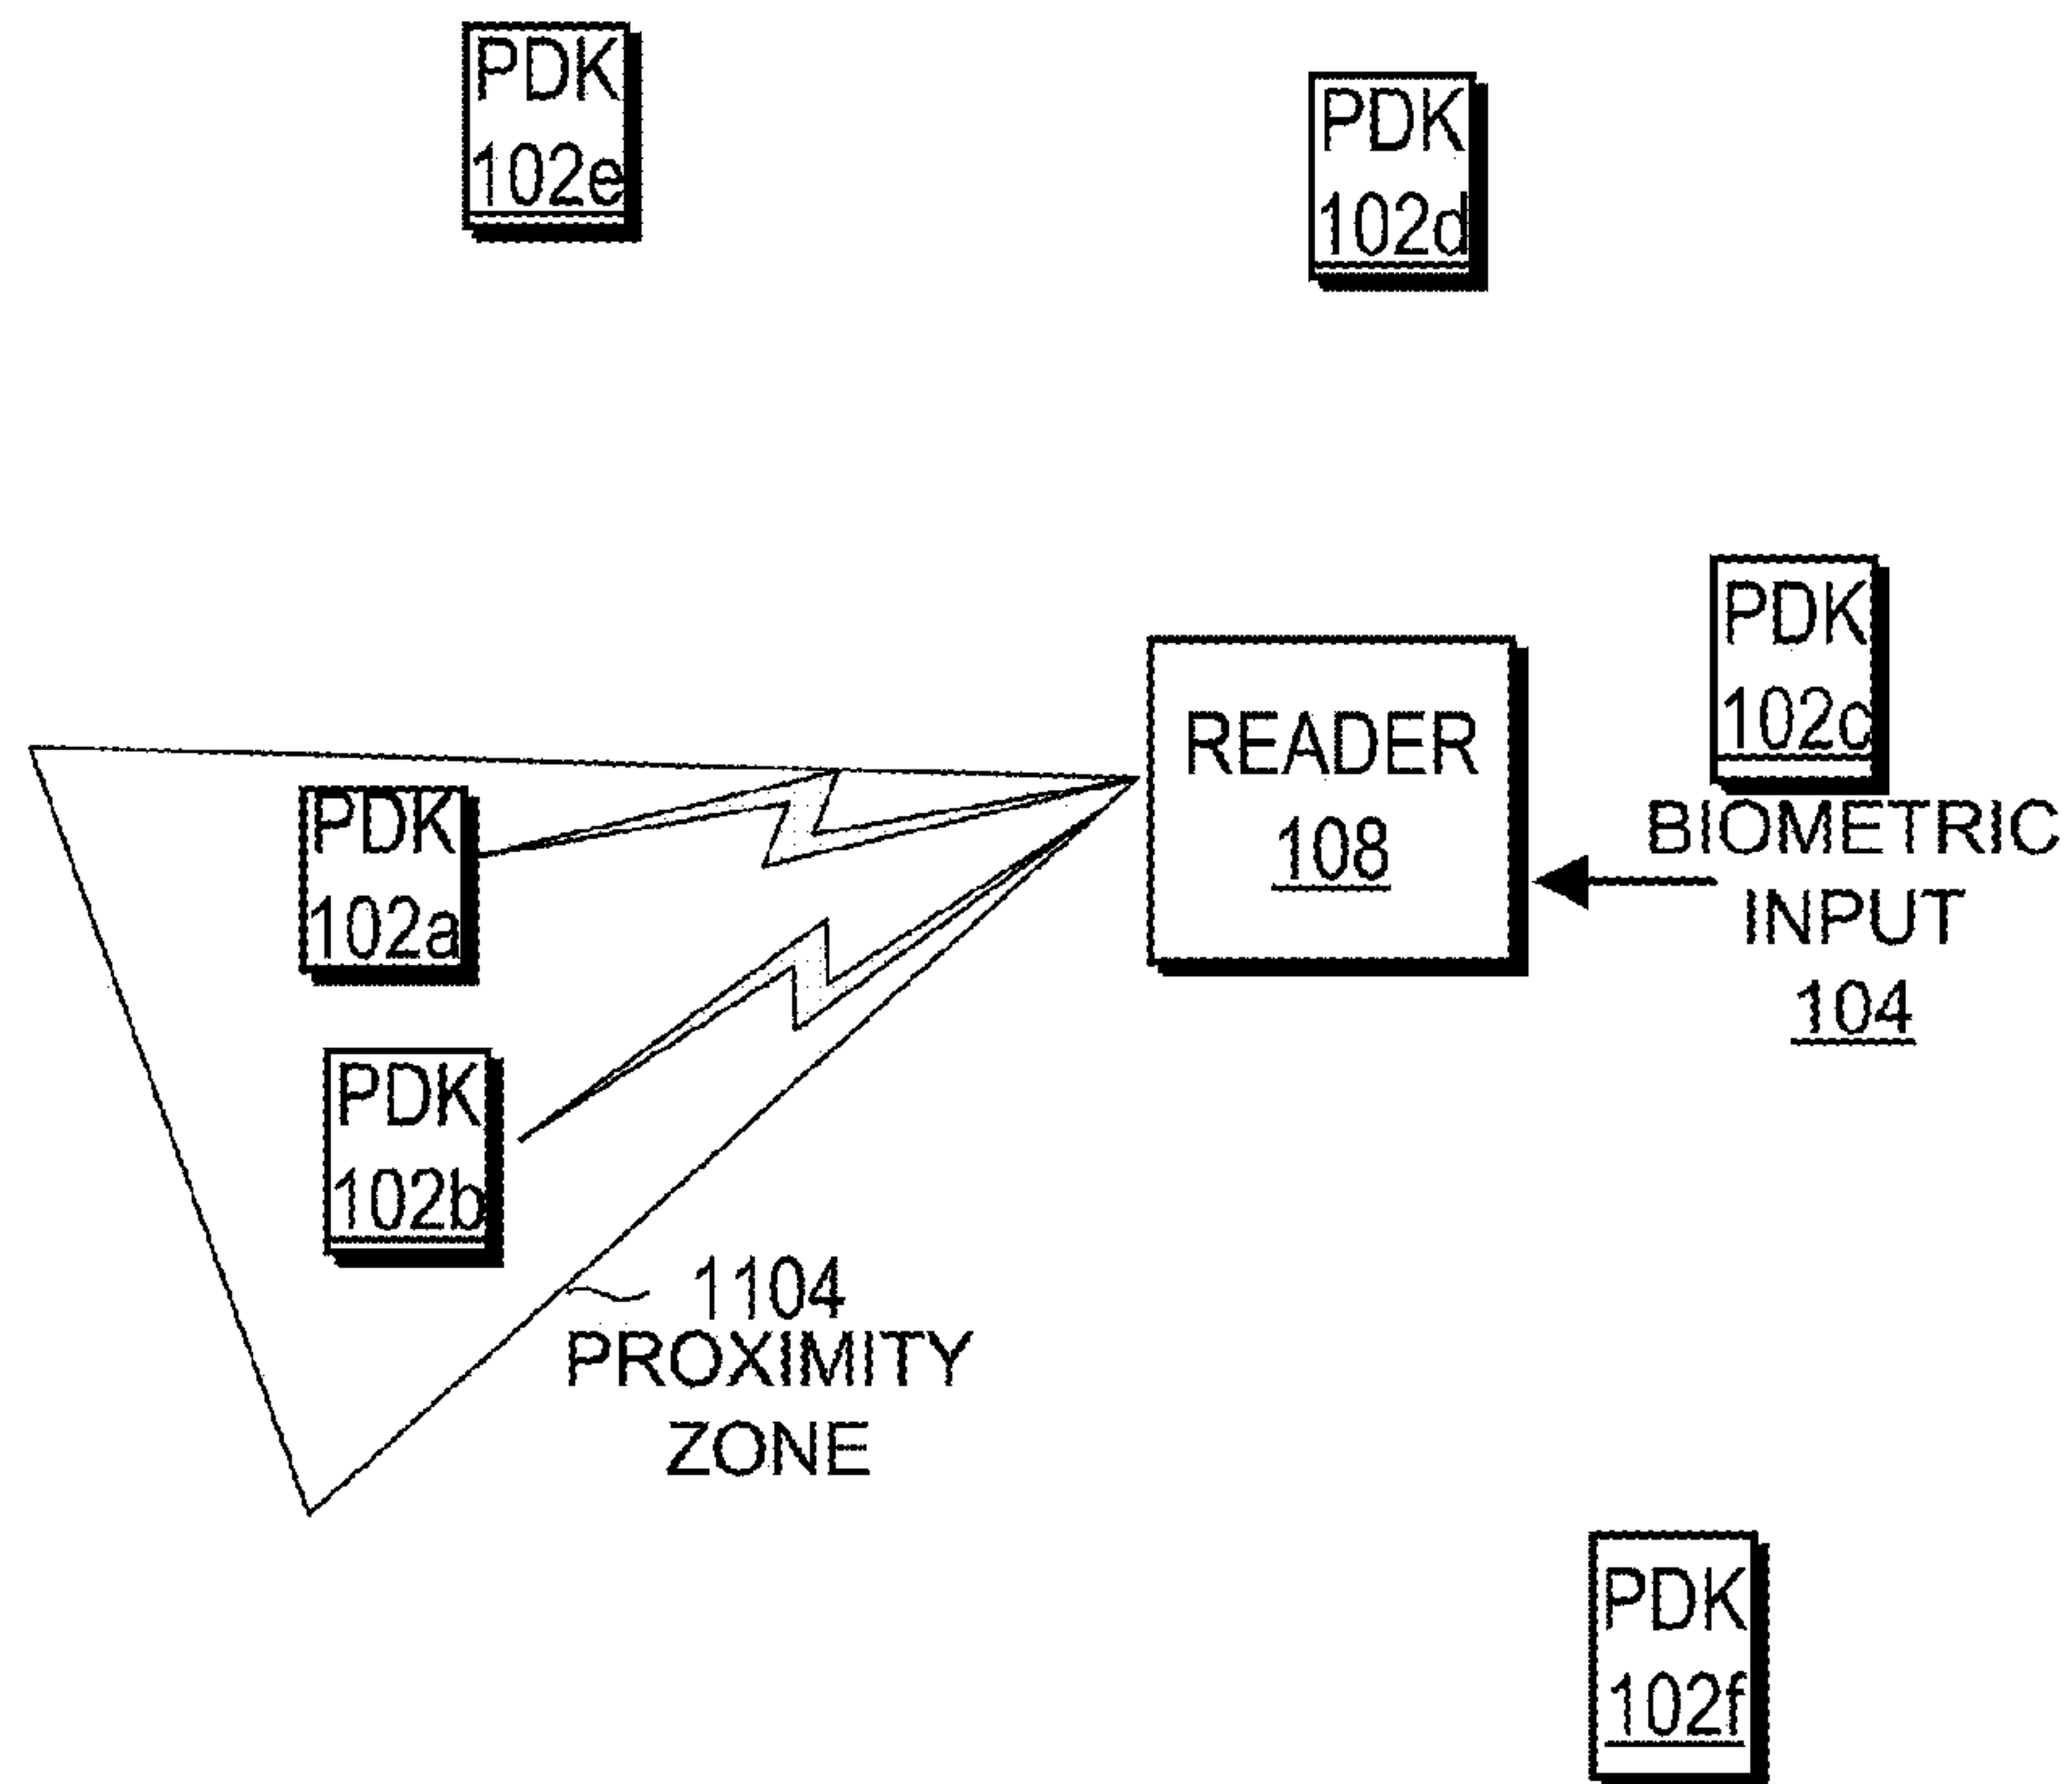 PDK
102e
PDK
102d
PDK
102c
READER
108
BIOMETRIC
INPUT
104
PDK
102a
PDK
102b
1104
PROXIMITY
ZONE
PDK
102f